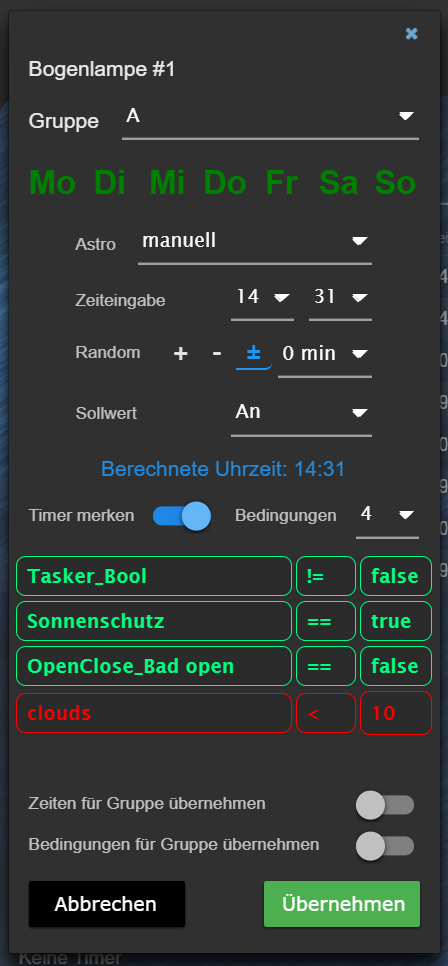 Bogenlampe #1
Gruppe A
Mo Di Mi Do Fr Sa So
Astro manuell
Zeiteingabe 14 31
Random + - ± 0 min
Sollwert An
Berechnete Uhrzeit: 14:31
Timer merken Bedingungen 4
Tasker_Bool != false
Sonnenschutz == true
OpenClose_Bad open == false
clouds < 10
Zeiten für Gruppe übernehmen
Bedingungen für Gruppe übernehmen
Abbrechen Übernehmen
Keine Timer